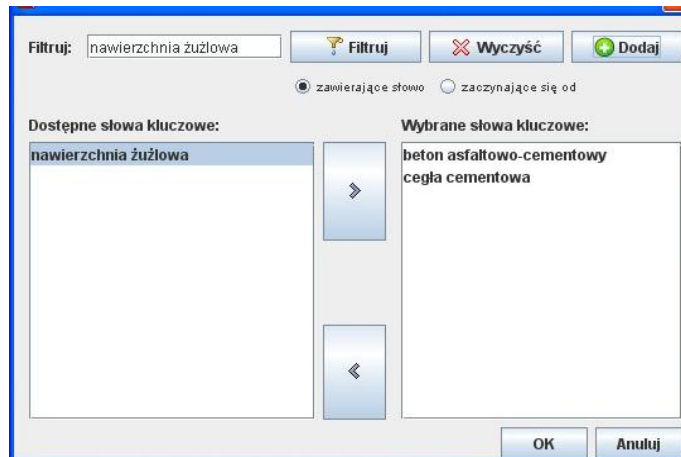 Filtruj: nawierzchnia żużlowa Filtruj Wyczyść Dodaj
zawierające słowo zaczynające się od
Dostępne słowa kluczowe: Wybrane słowa kluczowe:
nawierzchnia żużlowa beton asfaltowo-cementowy
cegła cementowa
OK Anuluj